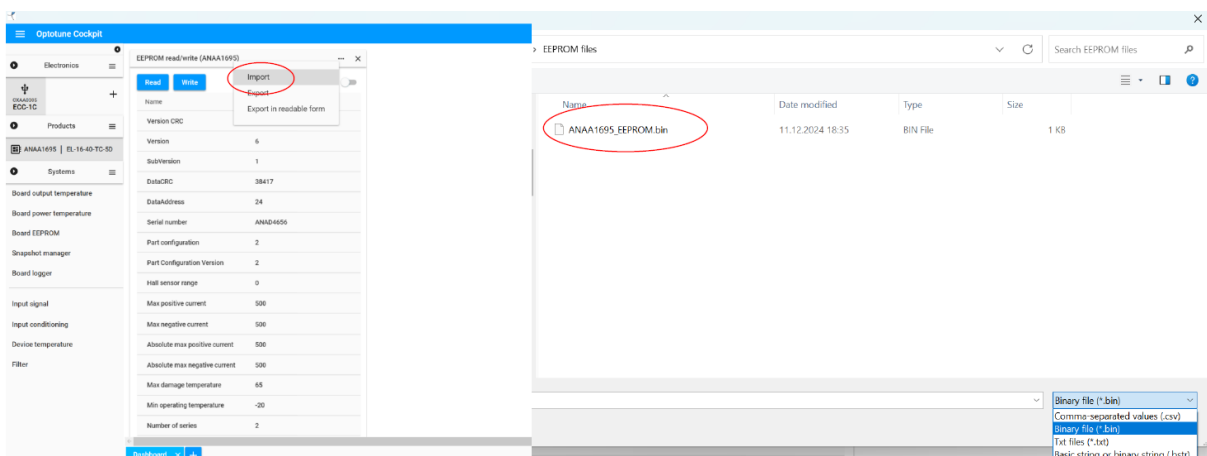 Optotune Cockpit
Electronics
ECC-1C
Products
ANAA1695 | EL-16-40-TC-5D
Systems
Board output temperature
Board power temperature
Board EEPROM
Snapshot manager
Board logger
Input signal
Input conditioning
Device temperature
Filter
EEPROM read/write (ANAA1695)
Read Write
Import
Export
Export in readable form
Name
Version CRC
Version 6
SubVersion 1
DataCRC 38417
DataAddress 24
Serial number ANAD4656
Part configuration 2
Part Configuration Version 2
Hall sensor range 0
Max positive current 500
Max negative current 500
Absolute max positive current 500
Absolute max negative current 500
Max damage temperature 65
Min operating temperature -20
Number of series 2
Dashboard × +
› EEPROM files
Search EEPROM files
Name Date modified Type Size
ANAA1695_EEPROM.bin 11.12.2024 18:35 BIN File 1 KB
Binary file (*.bin)
Comma-separated values (.csv)
Binary file (*.bin)
Txt files (*.txt)
Basic string or binary string (.bstr)